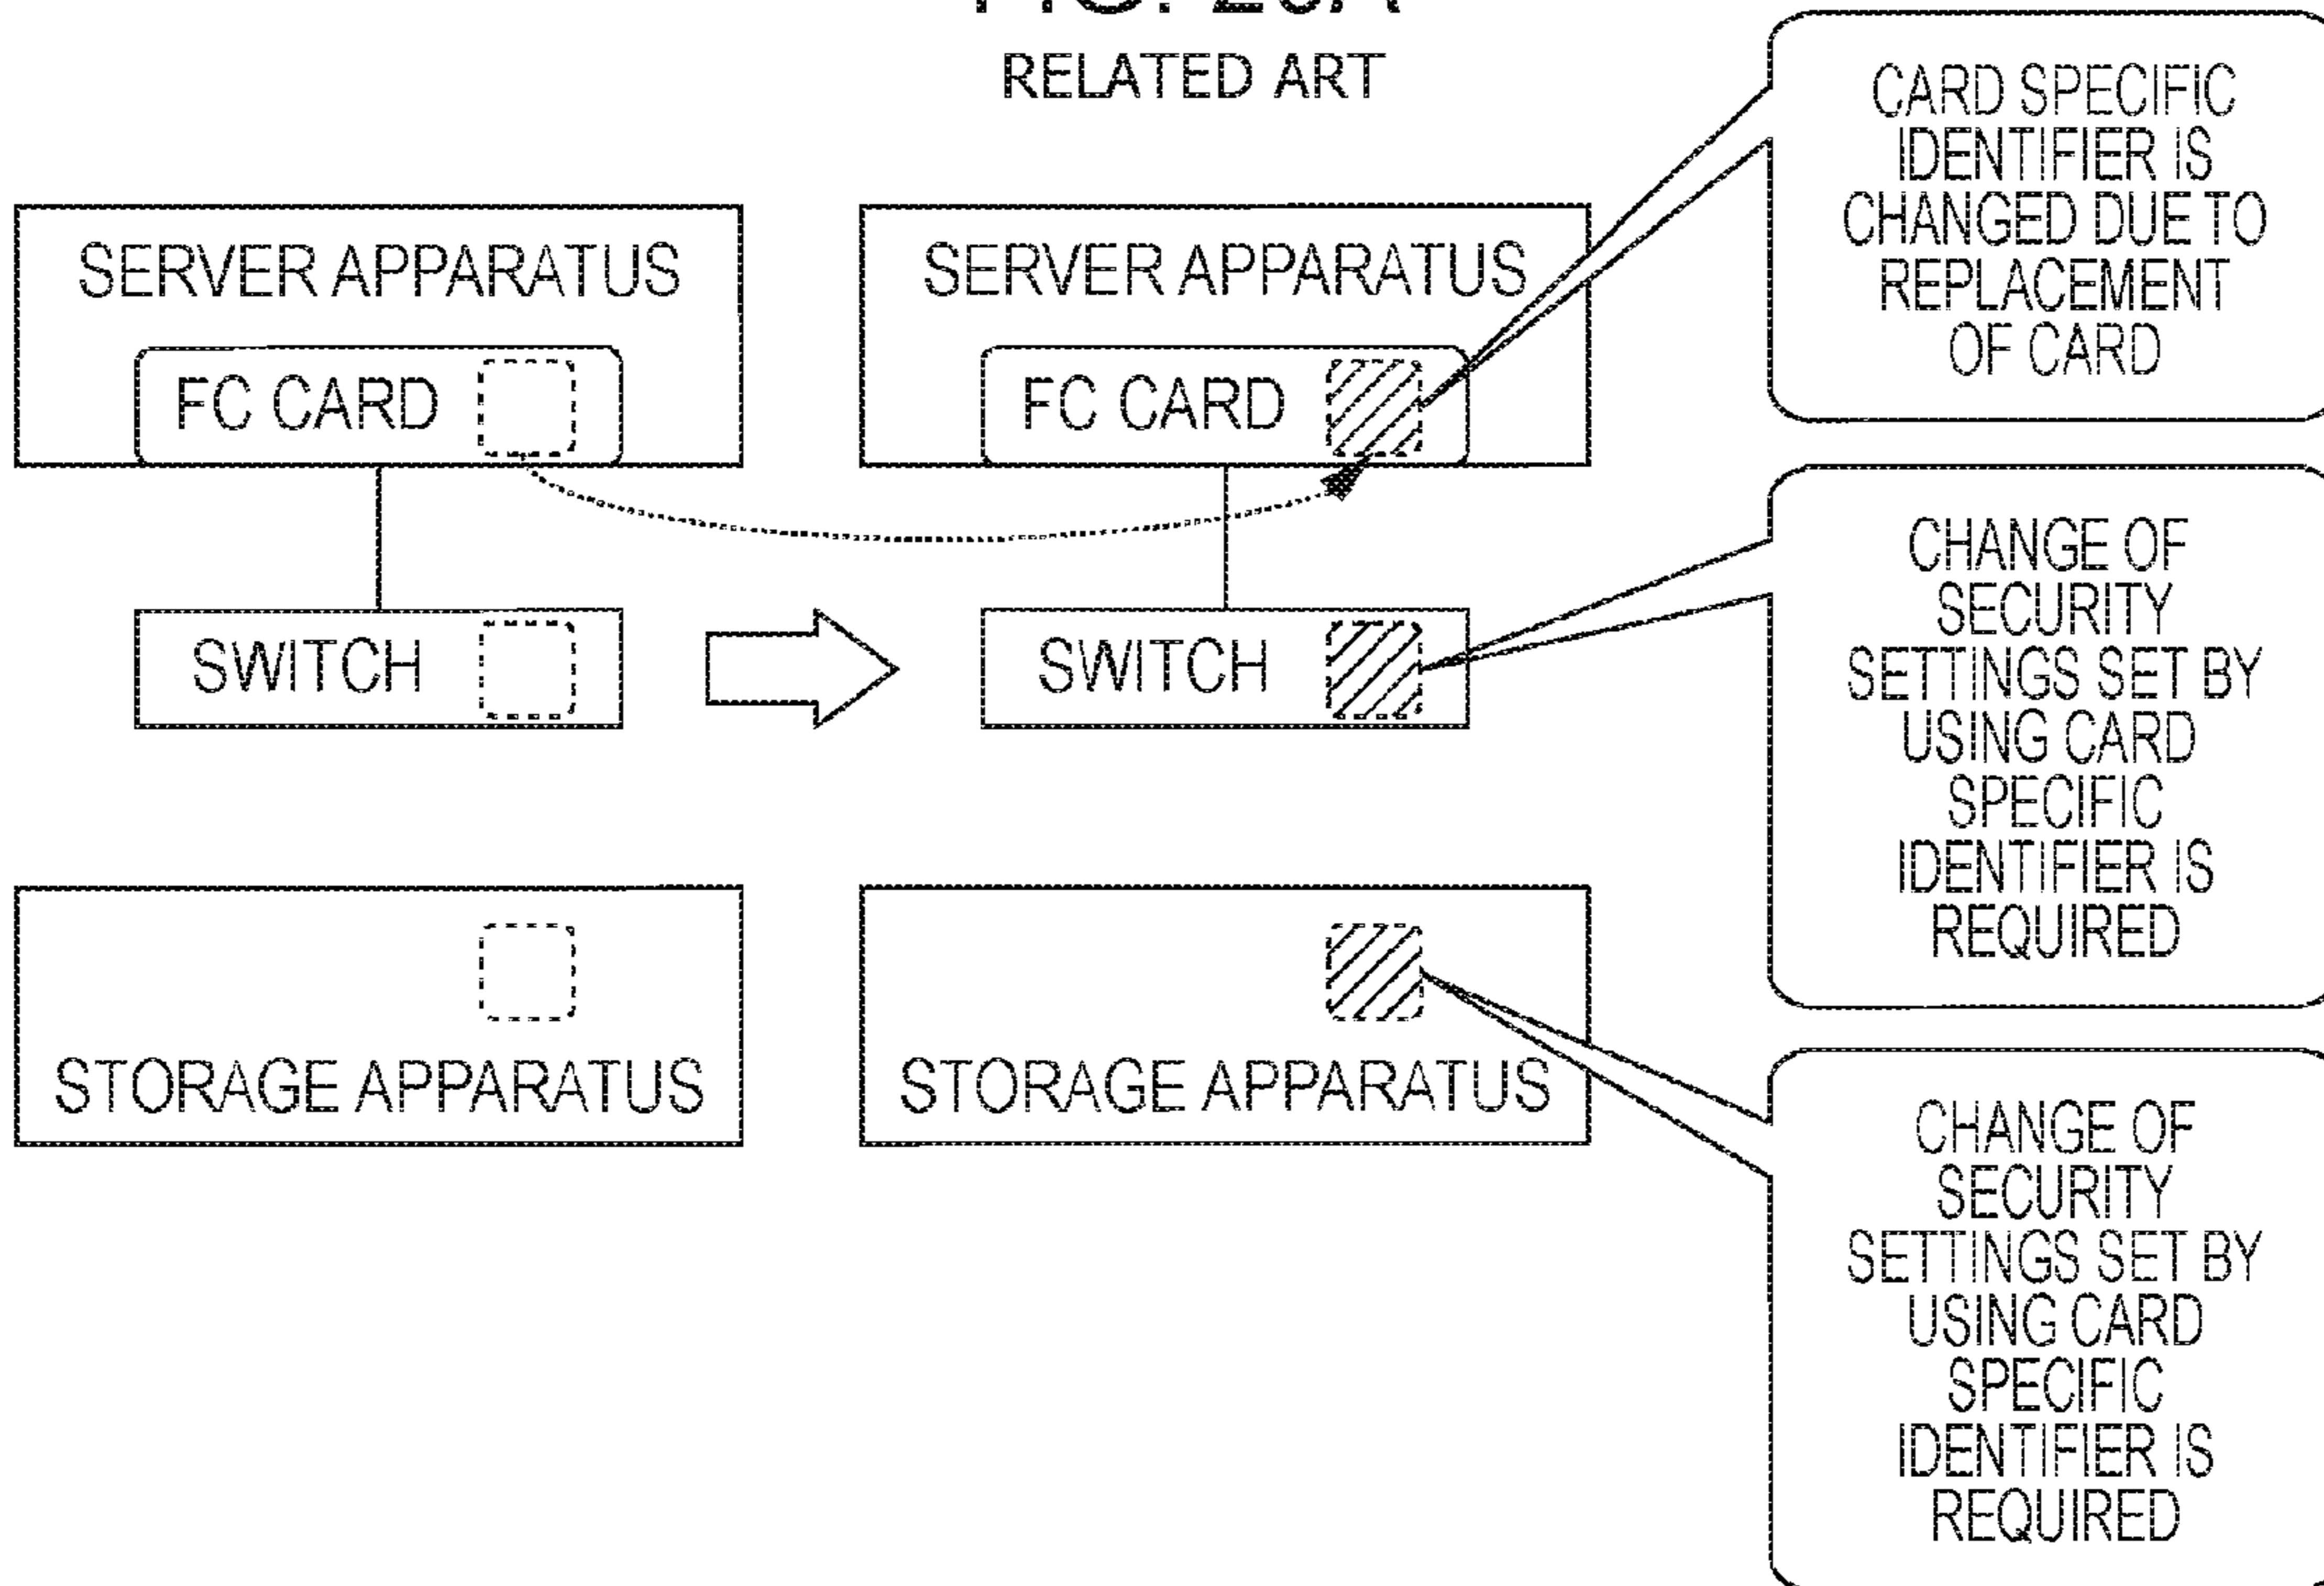 RELATED ART
SERVER APPARATUS
FC CARD
SWITCH
STORAGE APPARATUS
SERVER APPARATUS
FC CARD
SWITCH
STORAGE APPARATUS
CARD SPECIFIC
IDENTIFIER IS
CHANGED DUE TO
REPLACEMENT
OF CARD
CHANGE OF
SECURITY
SETTINGS SET BY
USING CARD
SPECIFIC
IDENTIFIER IS
REQUIRED
CHANGE OF
SECURITY
SETTINGS SET BY
USING CARD
SPECIFIC
IDENTIFIER IS
REQUIRED